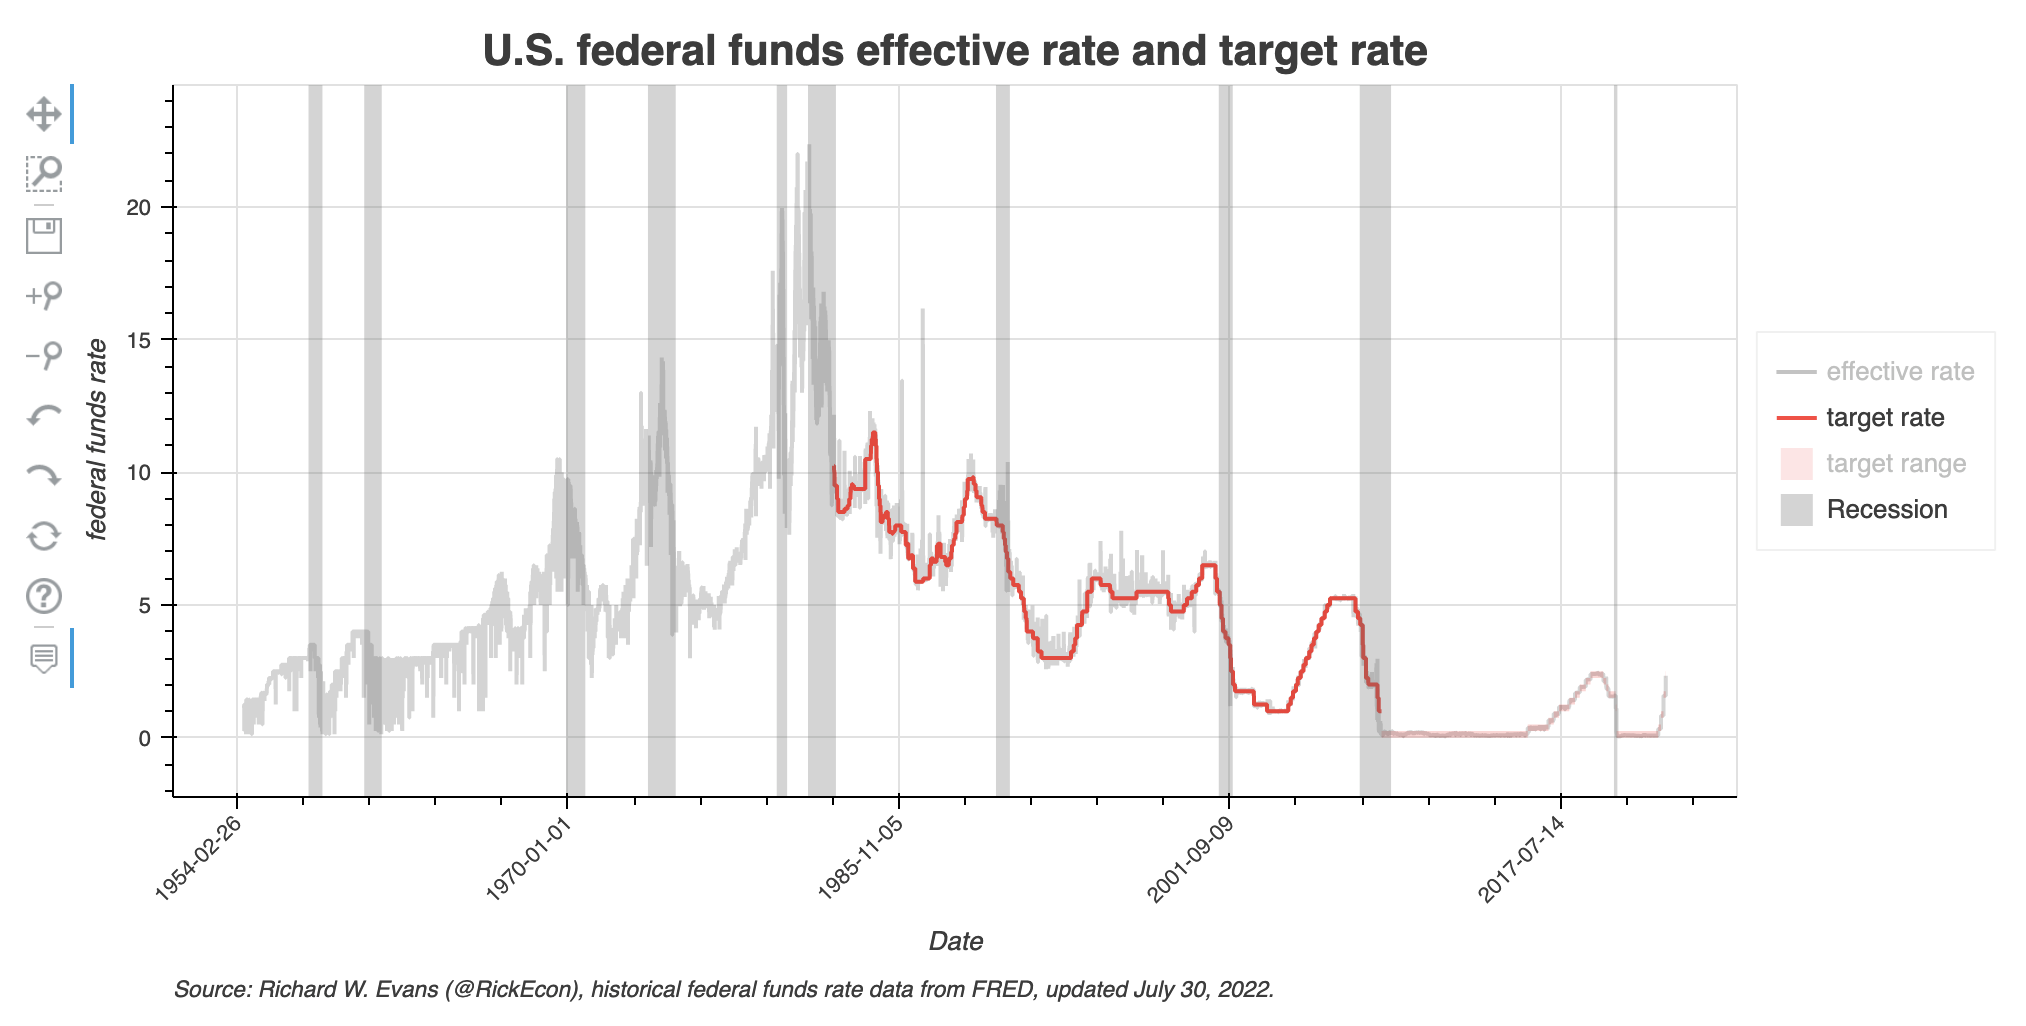 U.S. federal funds effective rate and target rate
federal funds rate
20
15
10
5
0
1954-02-26
1970-01-01
1985-11-05
2001-09-09
2017-07-14
Date
effective rate
target rate
target range
Recession
Source: Richard W. Evans (@RickEcon), historical federal funds rate data from FRED, updated July 30, 2022.